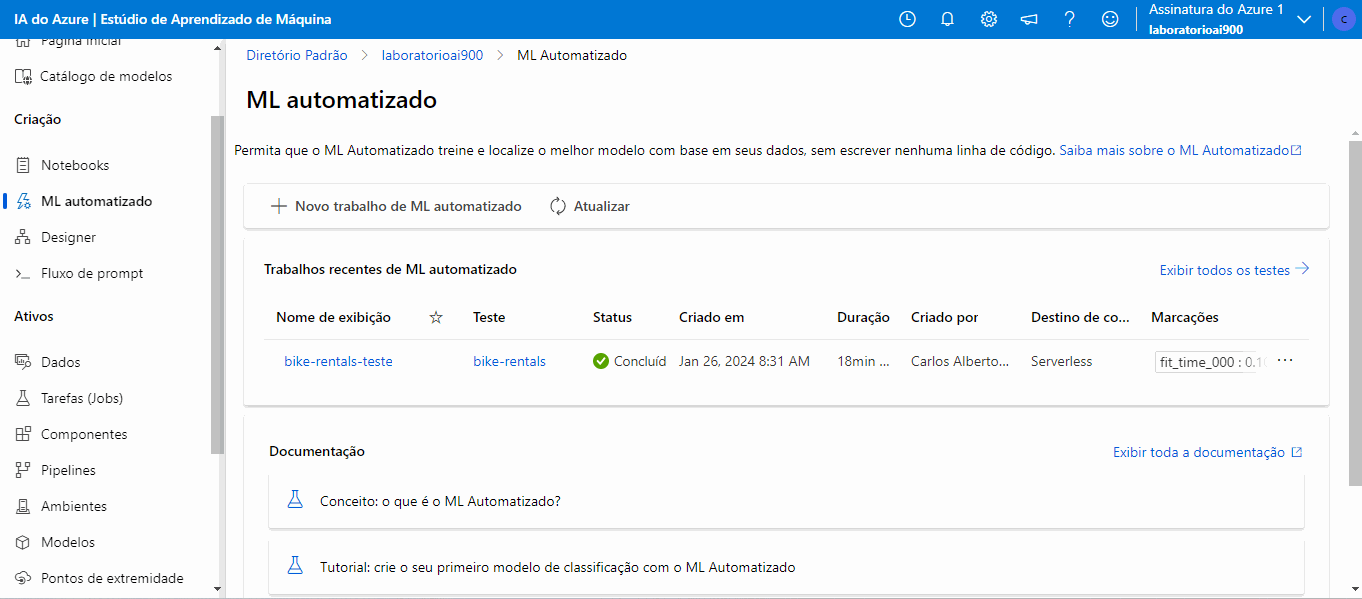 IA do Azure | Estúdio de Aprendizado de Máquina
Assinatura do Azure 1
laboratorioai900
C
Página inicial
Catálogo de modelos
Criação
Notebooks
ML automatizado
Designer
Fluxo de prompt
Ativos
Dados
Tarefas (Jobs)
Componentes
Pipelines
Ambientes
Modelos
Pontos de extremidade
Diretório Padrão > laboratorioai900 > ML Automatizado
ML automatizado
Permita que o ML Automatizado treine e localize o melhor modelo com base em seus dados, sem escrever nenhuma linha de código. Saiba mais sobre o ML Automatizado
Novo trabalho de ML automatizado Atualizar
Trabalhos recentes de ML automatizado Exibir todos os testes
Nome de exibição Teste Status Criado em Duração Criado por Destino de co... Marcações
bike-rentals-teste bike-rentals Concluíd Jan 26, 2024 8:31 AM 18min ... Carlos Alberto... Serverless fit_time_000 : 0.1 ...
Documentação Exibir toda a documentação
Conceito: o que é o ML Automatizado?
Tutorial: crie o seu primeiro modelo de classificação com o ML Automatizado